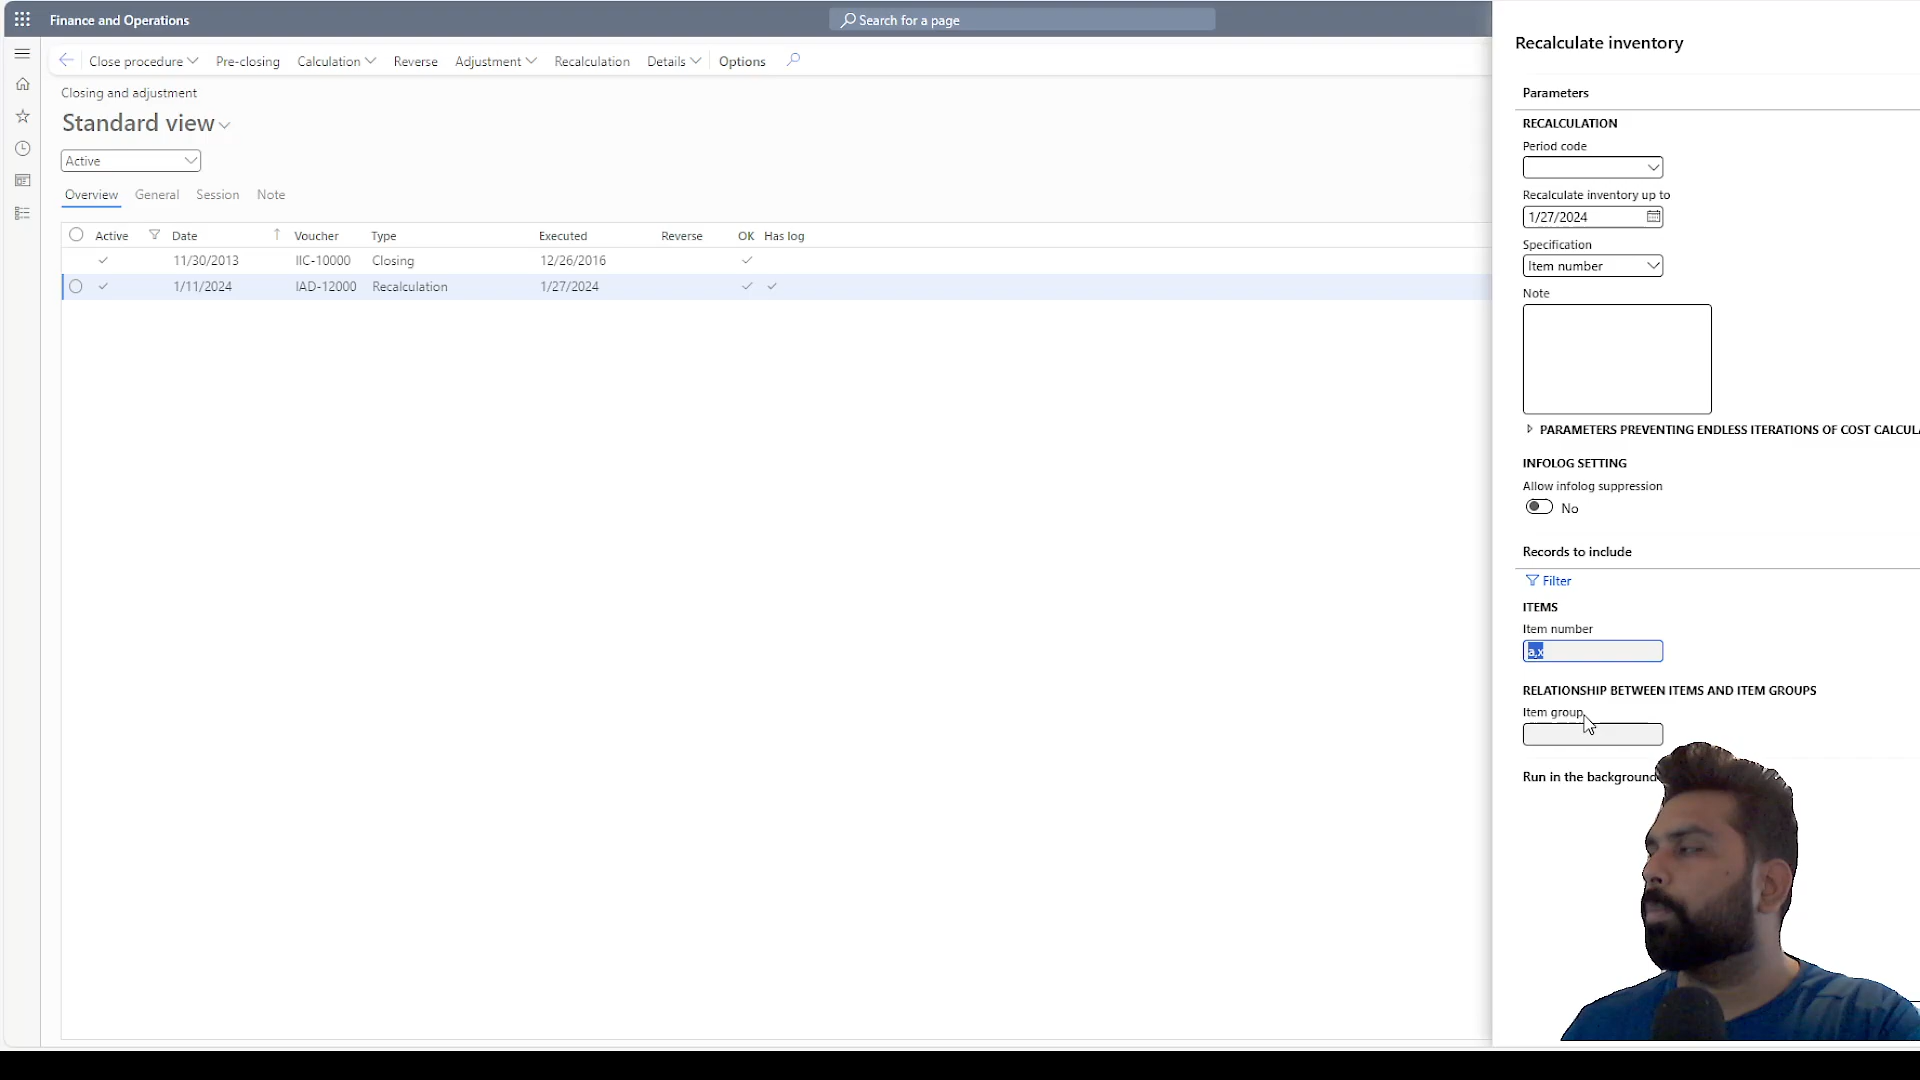 Finance and Operations
Search for a page
Close procedure
Pre-closing
Calculation
Reverse
Adjustment
Recalculation
Details
Options
Closing and adjustment
Standard view
Active
Overview
General
Session
Note
Active Date Voucher Type Executed Reverse OK Has log
11/30/2013 IIC-10000 Closing 12/26/2016
1/11/2024 IAD-12000 Recalculation 1/27/2024
Recalculate inventory
Parameters
RECALCULATION
Period code
Recalculate inventory up to
1/27/2024
Specification
Item number
Note
PARAMETERS PREVENTING ENDLESS ITERATIONS OF COST CALCULA
INFOLOG SETTING
Allow infolog suppression
No
Records to include
Filter
ITEMS
Item number
a,x
RELATIONSHIP BETWEEN ITEMS AND ITEM GROUPS
Item group
Run in the background